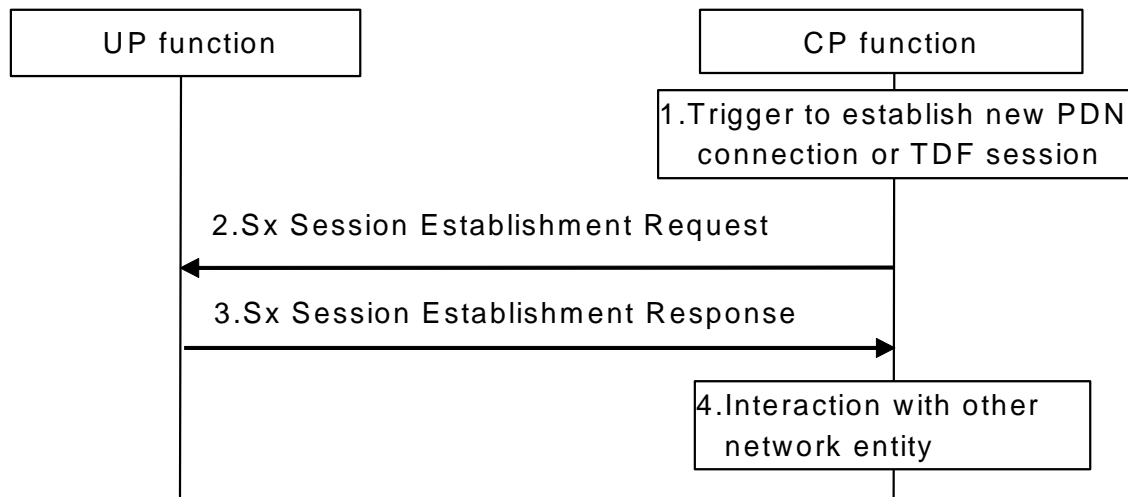 UP function
CP function
1.Trigger to establish new PDN
connection or TDF session
2.Sx Session Establishment Request
3.Sx Session Establishment Response
4.Interaction with other
network entity